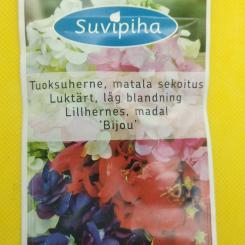 Suvipiha
Tuoksuherne, matala sekoitus
Luktärt, låg blandning
Lillhernes, madal
'Bijou'